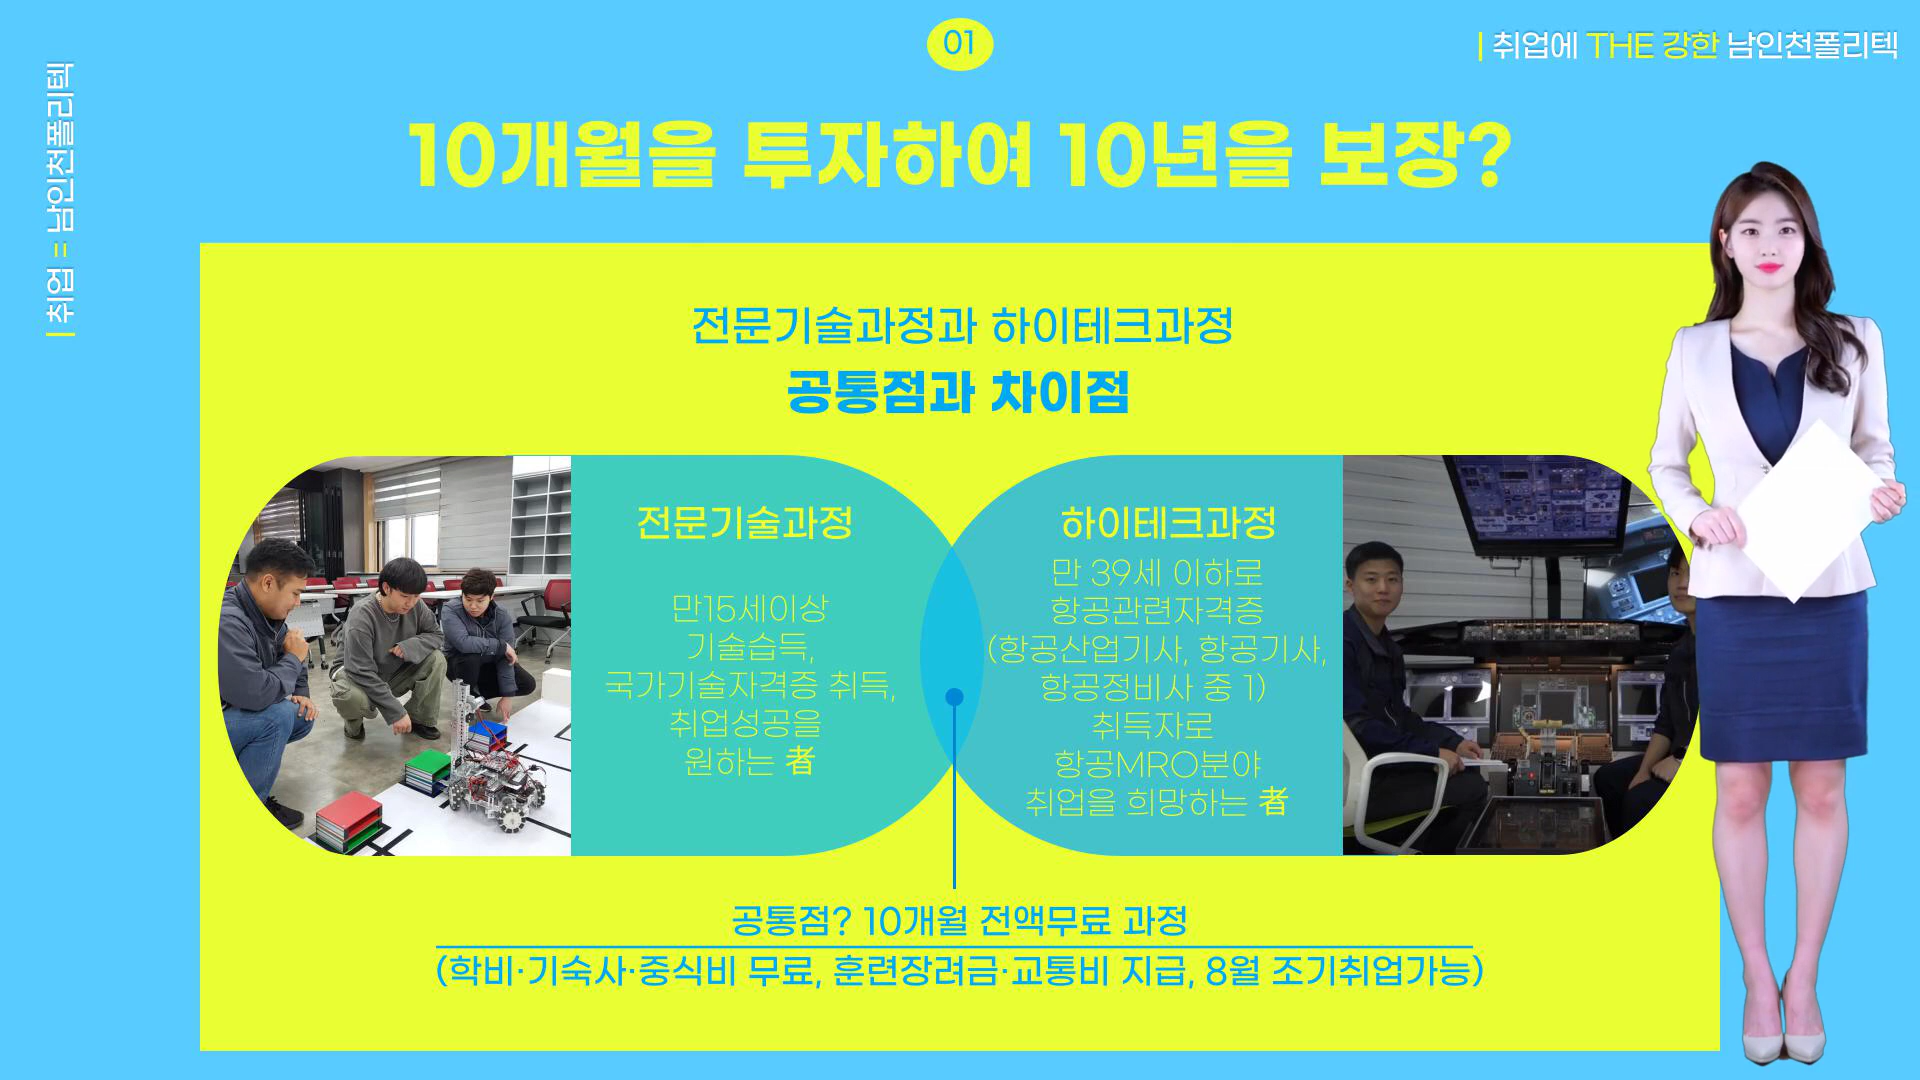 01
| 취업에 THE 강한 남인천폴리텍
| 취업 = 남인천폴리텍
10개월을 투자하여 10년을 보장?
전문기술과정과 하이테크과정
공통점과 차이점
전문기술과정
만15세이상
기술습득,
국가기술자격증 취득,
취업성공을
원하는 者
하이테크과정
만 39세 이하로
항공관련자격증
(항공산업기사, 항공기사,
항공정비사 중 1)
취득자로
항공MRO분야
취업을 희망하는 者
공통점? 10개월 전액무료 과정
(학비·기숙사·중식비 무료, 훈련장려금·교통비 지급, 8월 조기취업가능)